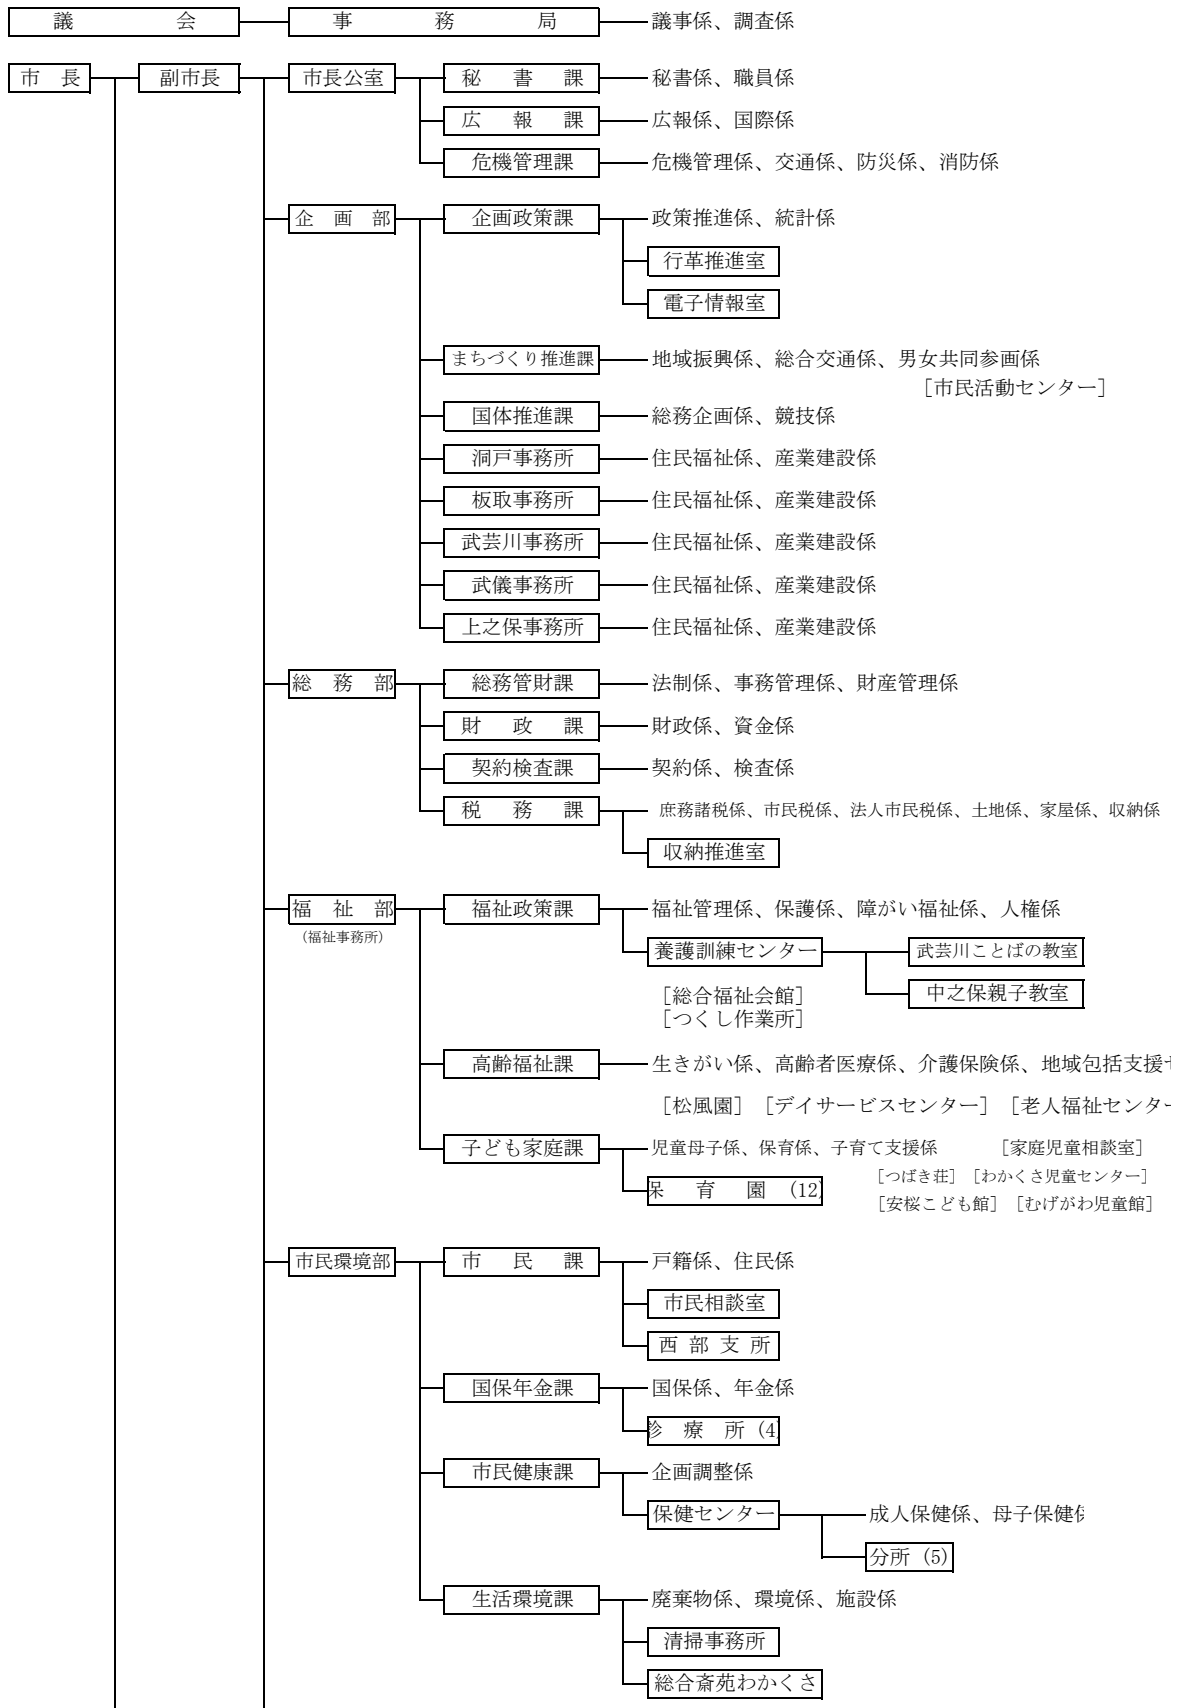 議会 事務局 議事係、調査係
市長 副市長 市長公室 秘書課 秘書係、職員係
広報課 広報係、国際係
危機管理課 危機管理係、交通係、防災係、消防係
企画部 企画政策課 政策推進係、統計係
行革推進室
電子情報室
まちづくり推進課 地域振興係、総合交通係、男女共同参画係
［市民活動センター］
国体推進課 総務企画係、競技係
洞戸事務所 住民福祉係、産業建設係
板取事務所 住民福祉係、産業建設係
武芸川事務所 住民福祉係、産業建設係
武儀事務所 住民福祉係、産業建設係
上之保事務所 住民福祉係、産業建設係
総務部 総務管財課 法制係、事務管理係、財産管理係
財政課 財政係、資金係
契約検査課 契約係、検査係
税務課 庶務諸税係、市民税係、法人市民税係、土地係、家屋係、収納係
収納推進室
福祉部 福祉政策課 福祉管理係、保護係、障がい福祉係、人権係
（福祉事務所） 養護訓練センター 武芸川ことばの教室
［総合福祉会館］ 中之保親子教室
［つくし作業所］
高齢福祉課 生きがい係、高齢者医療係、介護保険係、地域包括支援
［松風園］［デイサービスセンター］［老人福祉センター
子ども家庭課 児童母子係、保育係、子育て支援係 ［家庭児童相談室］
［つばき荘］［わかくさ児童センター］
保育園（12）
［安桜こども館］［むげがわ児童館］
市民環境部 市民課 戸籍係、住民係
市民相談室
西部支所
国保年金課 国保係、年金係
診療所（4）
市民健康課 企画調整係
保健センター 成人保健係、母子保健係
分所（5）
生活環境課 廃棄物係、環境係、施設係
清掃事務所
総合斎苑わかくさ